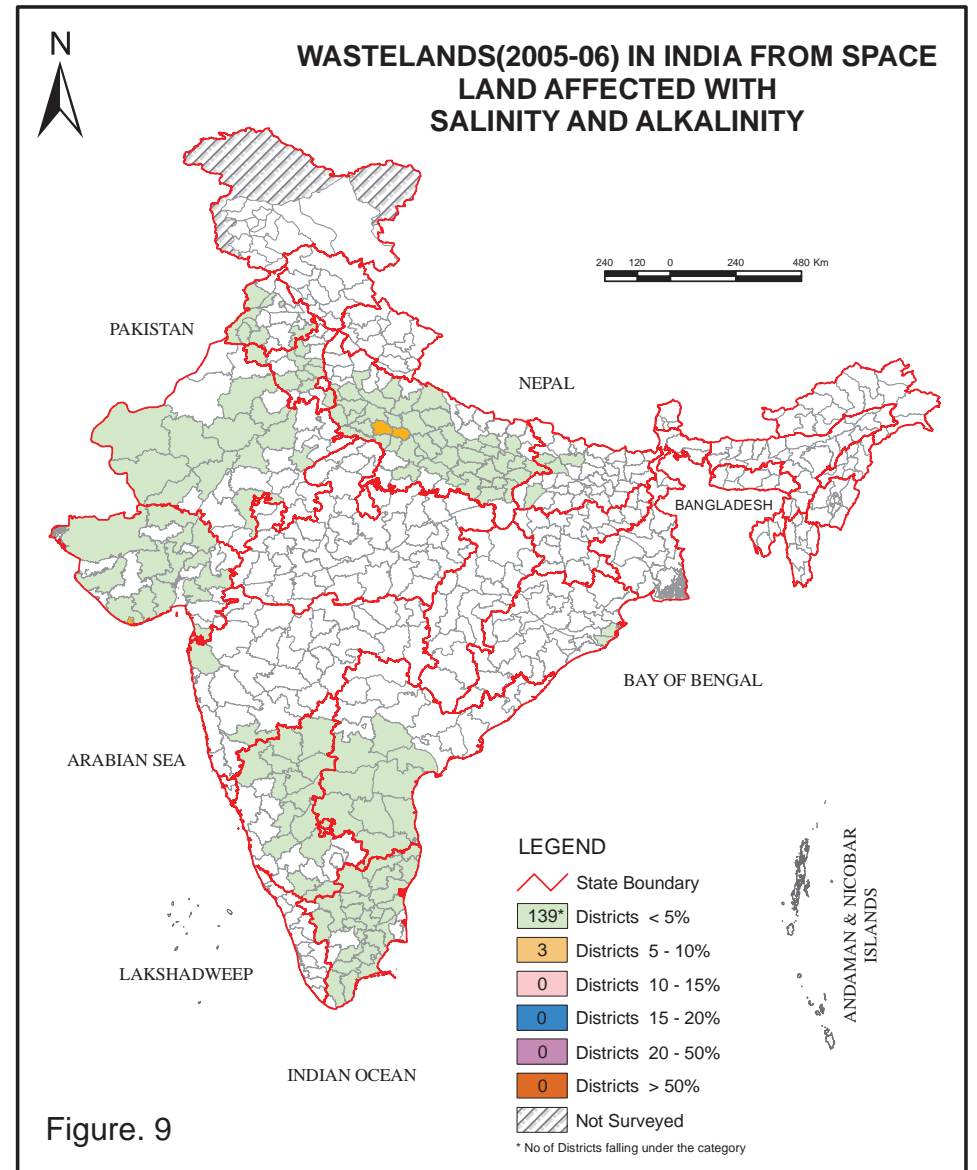 N
WASTELANDS(2005-06) IN INDIA FROM SPACE
LAND AFFECTED WITH
SALINITY AND ALKALINITY
240 120 0 240 480 Km
PAKISTAN
NEPAL
BANGLADESH
BAY OF BENGAL
ARABIAN SEA
LAKSHADWEEP
INDIAN OCEAN
ANDAMAN & NICOBAR
ISLANDS
LEGEND
State Boundary
139* Districts < 5%
3 Districts 5 - 10%
0 Districts 10 - 15%
0 Districts 15 - 20%
0 Districts 20 - 50%
0 Districts > 50%
Not Surveyed
* No of Districts falling under the category
Figure. 9